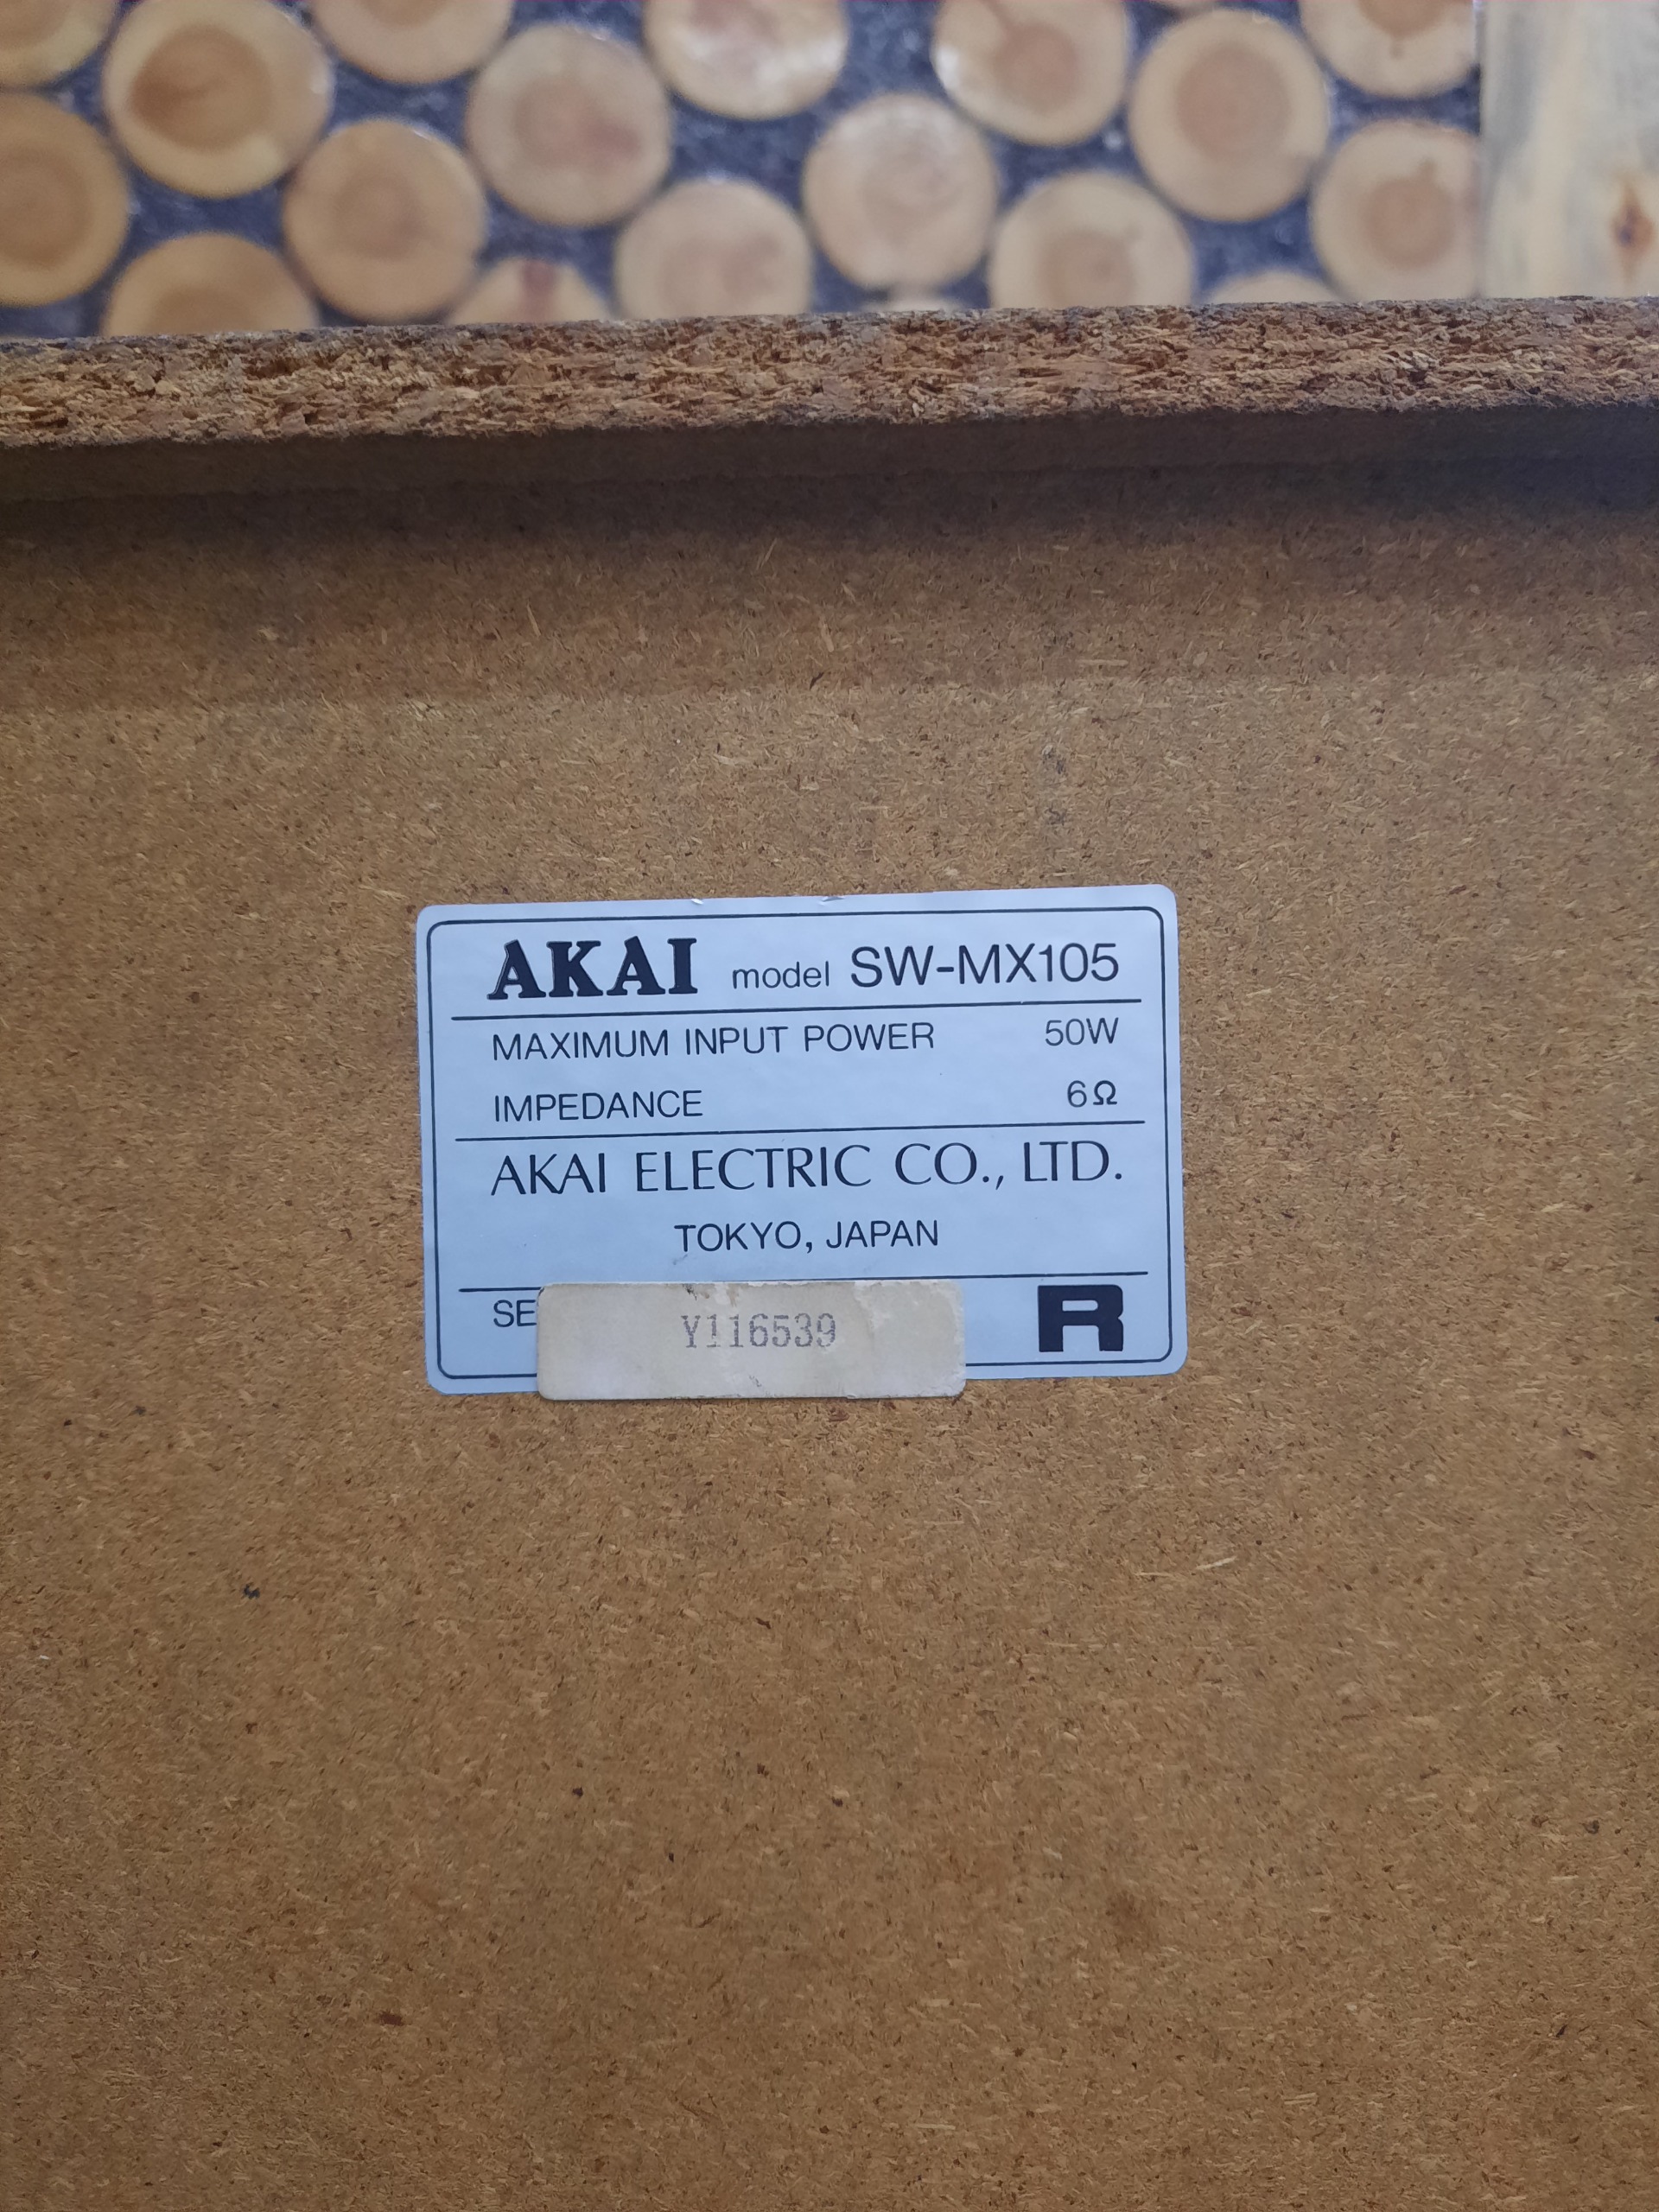 AKAI model SW-MX105
MAXIMUM INPUT POWER 50W
IMPEDANCE 6Ω
AKAI ELECTRIC CO., LTD.
TOKYO, JAPAN
SE Y116539 R